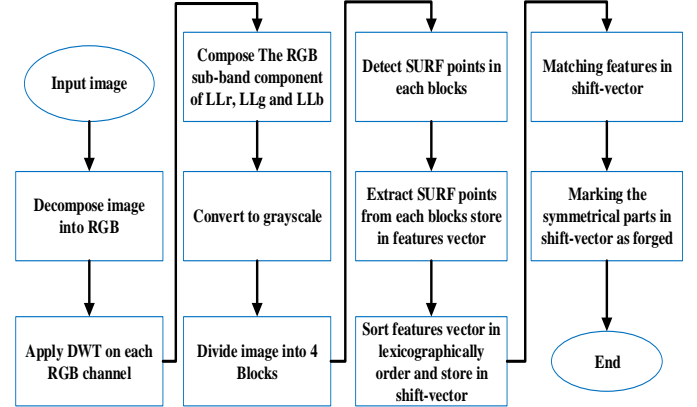 Input image
Decompose image
into RGB
Apply DWT on each
RGB channel
Compose The RGB
sub-band component
of LLr, LLg and LLb
Convert to grayscale
Divide image into 4
Blocks
Detect SURF points in
each blocks
Extract SURF points
from each blocks store
in features vector
Sort features vector in
lexicographically
order and store in
shift-vector
Matching features in
shift-vector
Marking the
symmetrical parts in
shift-vector as forged
End